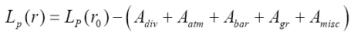 L_p(r) = L_P(r_0) − (A_div + A_atm + A_bar + A_gr + A_misc)